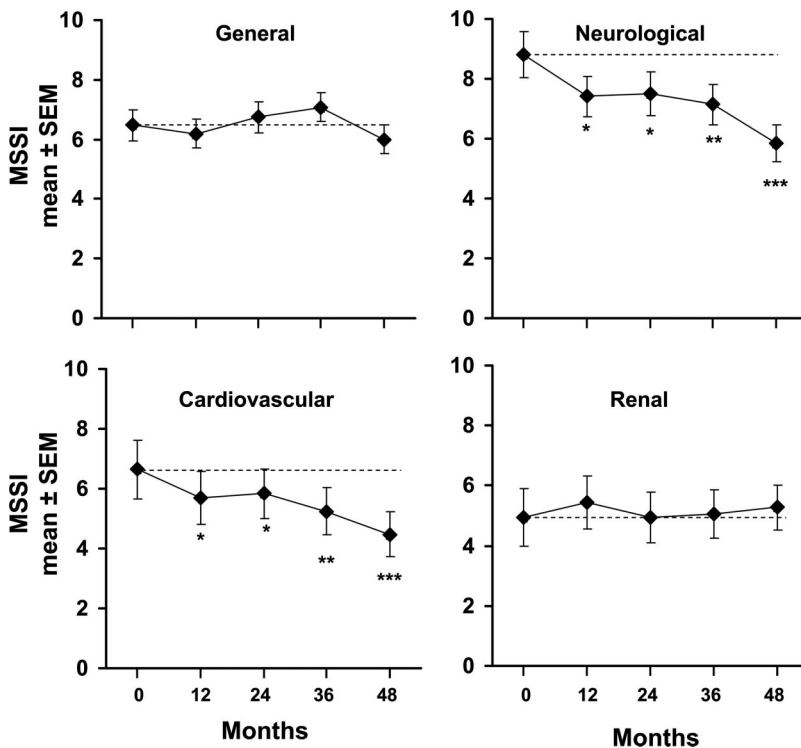 General
10
8
6
4
2
0
MSSI
mean ± SEM
Neurological
10
8
6
4
2
0
*
*
**
***
Cardiovascular
10
8
6
4
2
0
MSSI
mean ± SEM
*
*
**
***
0 12 24 36 48
Months
Renal
10
8
6
4
2
0
0 12 24 36 48
Months